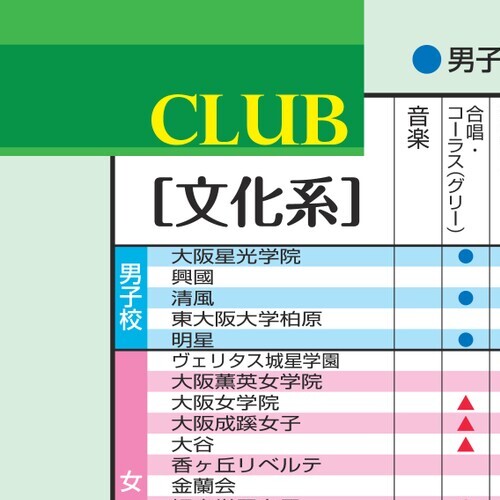 CLUB
●男子
[文化系]
音楽
合唱・
コーラス(グリー)
男子校
大阪星光学院 ●
興國
清風 ●
東大阪大学柏原
明星 ●
女
ヴェリタス城星学園
大阪薫英女学院
大阪女学院 ▲
大阪成蹊女子 ▲
大谷 ▲
香ヶ丘リベルテ
金蘭会